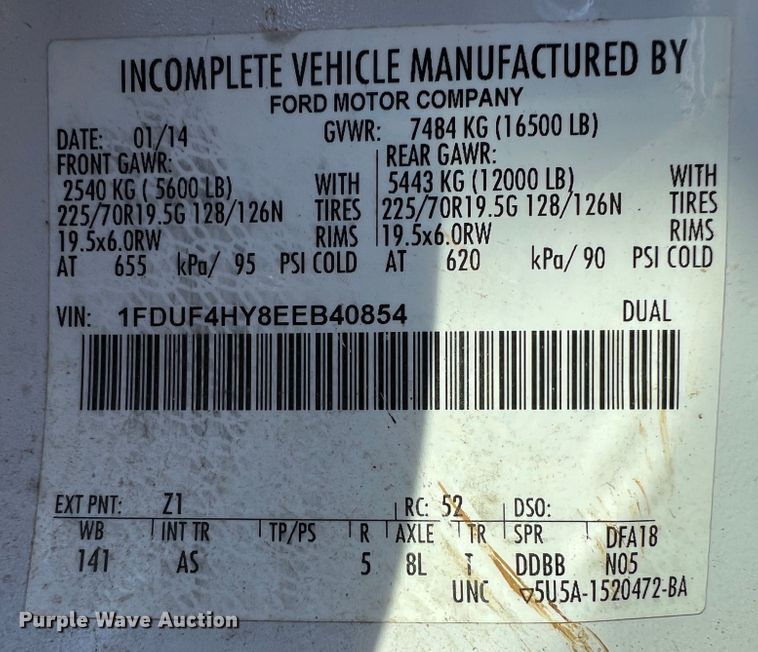 INCOMPLETE VEHICLE MANUFACTURED BY
FORD MOTOR COMPANY
DATE: 01/14 GVWR: 7484 KG (16500 LB)
FRONT GAWR: REAR GAWR:
2540 KG ( 5600 LB) WITH 5443 KG (12000 LB) WITH
225/70R19.5G 128/126N TIRES 225/70R19.5G 128/126N TIRES
19.5x6.0RW RIMS 19.5x6.0RW RIMS
AT 655 kPa/ 95 PSI COLD AT 620 kPa/ 90 PSI COLD
VIN: 1FDUF4HY8EEB40854 DUAL
EXT PNT: Z1 RC: 52 DSO:
WB INT TR TP/PS R AXLE TR SPR DFA18
141 AS 5 8L T DDBB N05
UNC ▽5U5A-1520472-BA
Purple Wave Auction